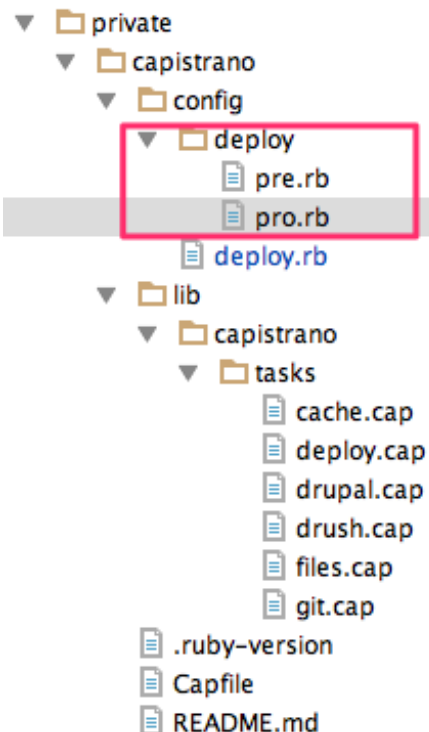 private
capistrano
config
deploy
pre.rb
pro.rb
deploy.rb
lib
capistrano
tasks
cache.cap
deploy.cap
drupal.cap
drush.cap
files.cap
git.cap
.ruby-version
Capfile
README.md